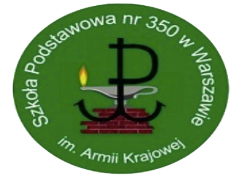 Szkoła Podstawowa nr 350 w Warszawie
im. Armii Krajowej